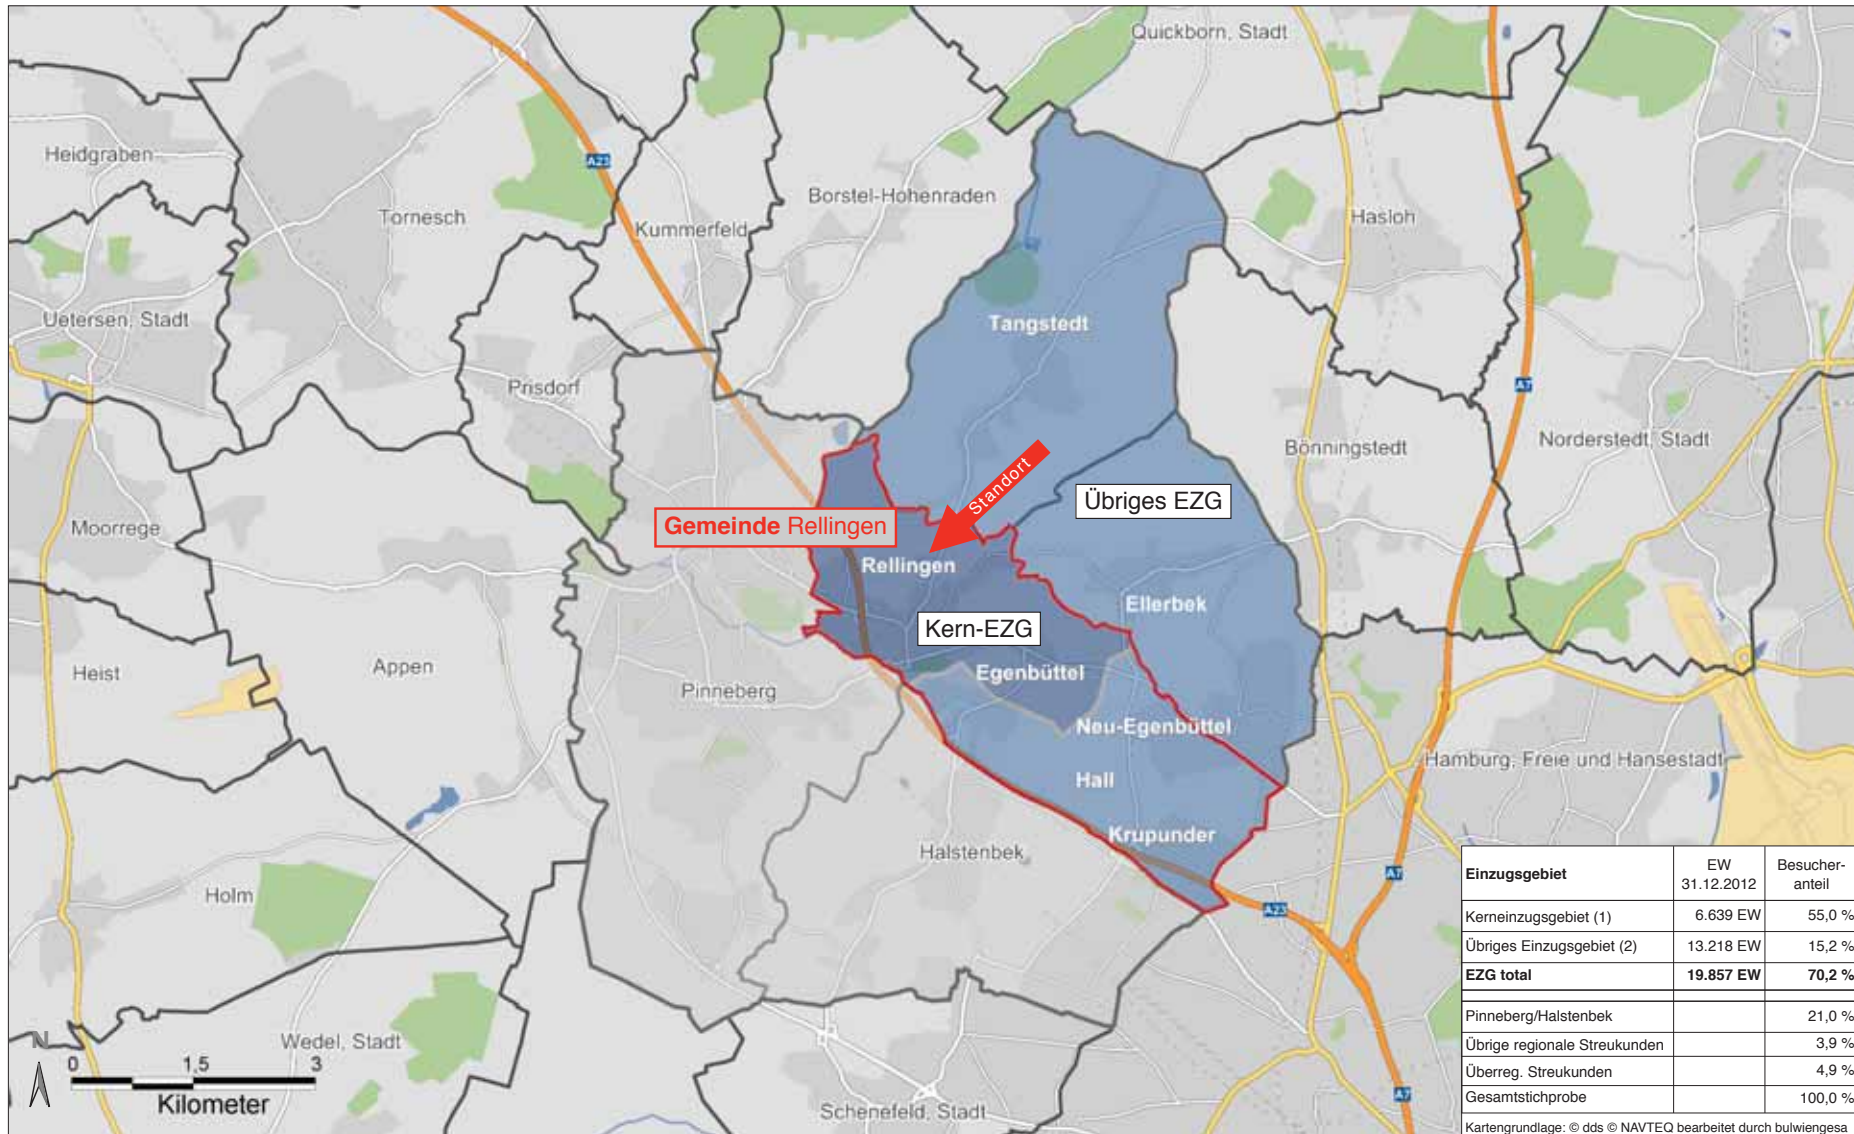 Quickborn, Stadt
Heidgraben
A23
Tornesch
Borstel-Hohenraden
Kummerfeld
Hasloh
Uetersen, Stadt
Tangstedt
Prisdorf
A7
Bönningstedt
Norderstedt, Stadt
Standort
Übriges EZG
Moorrege
Gemeinde Rellingen
Rellingen
Ellerbek
Kern-EZG
Heist
Appen
Pinneberg
Egenbüttel
Neu-Egenbüttel
Hamburg, Freie und Hansestadt
Hall
Krupunder
Halstenbek
A7
Holm
A23
Einzugsgebiet EW 31.12.2012 Besucher-anteil
Kerneinzugsgebiet (1) 6.639 EW 55,0 %
Übriges Einzugsgebiet (2) 13.218 EW 15,2 %
EZG total 19.857 EW 70,2 %
Pinneberg/Halstenbek 21,0 %
Übrige regionale Streukunden 3,9 %
Überreg. Streukunden 4,9 %
Gesamtstichprobe 100,0 %
Kartengrundlage: © dds © NAVTEQ bearbeitet durch bulwiengesa
N
Wedel, Stadt
0 1,5 3
Kilometer
A7
Schenefeld, Stadt